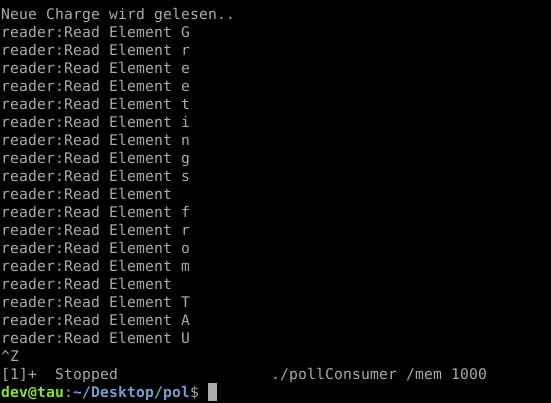 Neue Charge wird gelesen..
reader:Read Element G
reader:Read Element r
reader:Read Element e
reader:Read Element e
reader:Read Element t
reader:Read Element i
reader:Read Element n
reader:Read Element g
reader:Read Element s
reader:Read Element
reader:Read Element f
reader:Read Element r
reader:Read Element o
reader:Read Element m
reader:Read Element
reader:Read Element T
reader:Read Element A
reader:Read Element U
^Z
[1]+  Stopped                 ./pollConsumer /mem 1000
dev@tau:~/Desktop/pol$